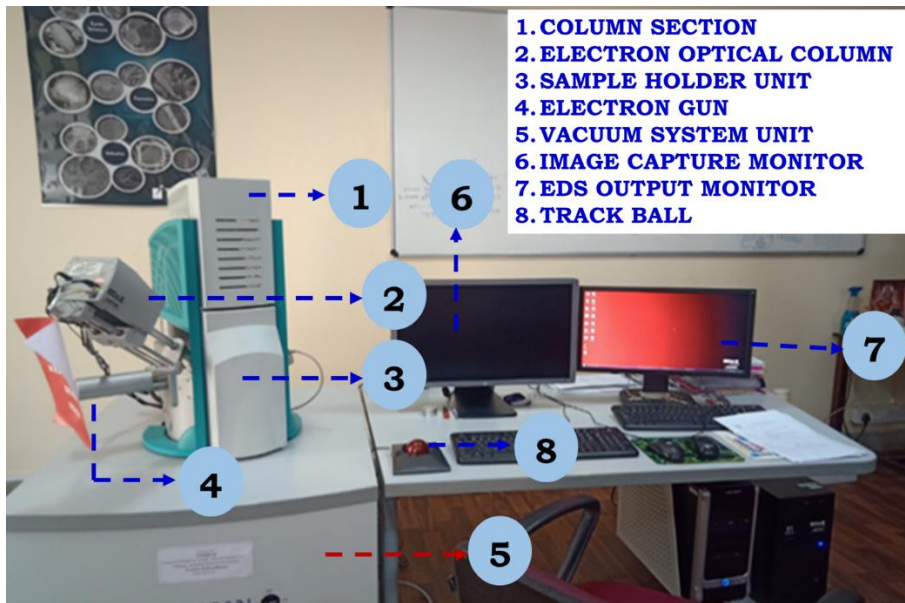 1. COLUMN SECTION
2. ELECTRON OPTICAL COLUMN
3. SAMPLE HOLDER UNIT
4. ELECTRON GUN
5. VACUUM SYSTEM UNIT
6. IMAGE CAPTURE MONITOR
7. EDS OUTPUT MONITOR
8. TRACK BALL
1
6
2
7
3
8
4
5